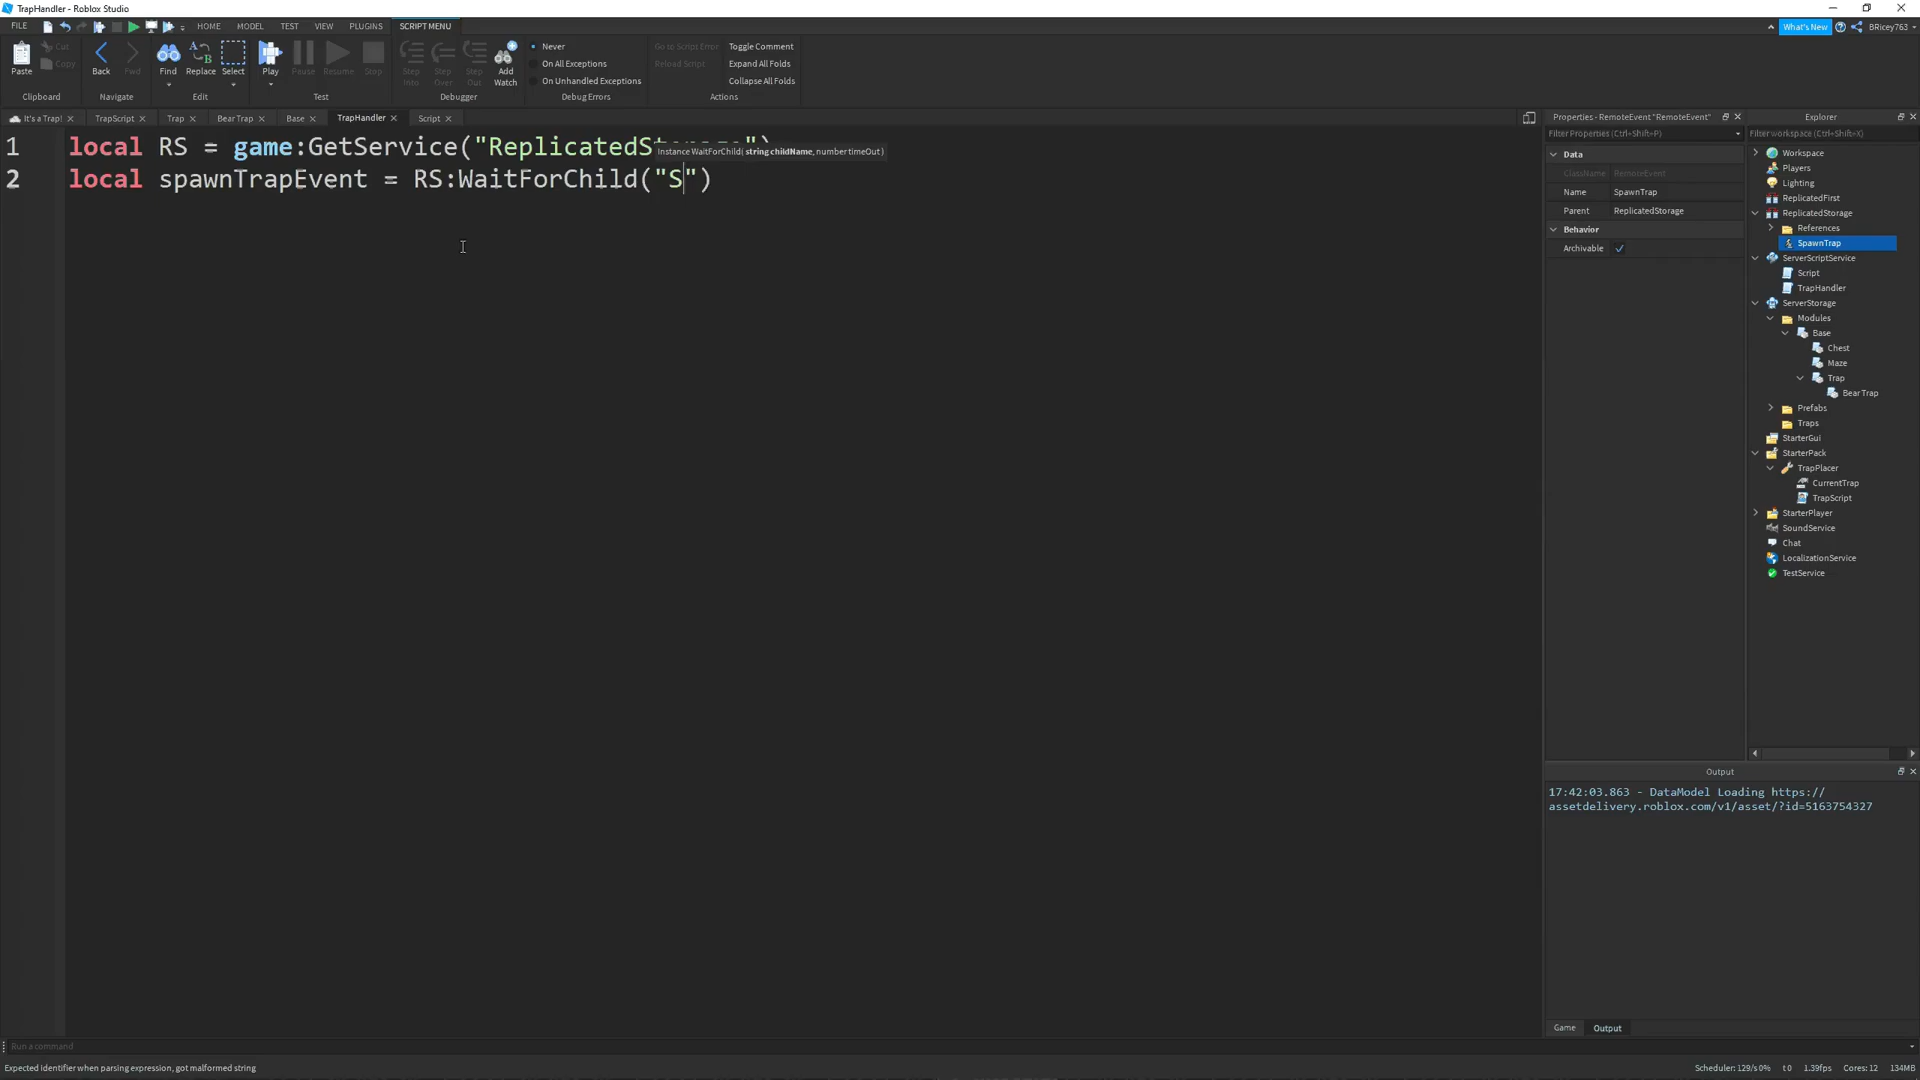 TrapHandler - Roblox Studio
FILE HOME MODEL TEST VIEW PLUGINS SCRIPT MENU What's New BRicey763
Paste Cut Copy Back Fwd Find Replace Select Play Pause Resume Stop Step Into Step Over Step Out Add Watch
Never
On All Exceptions
On Unhandled Exceptions
Go to Script Error
Reload Script
Toggle Comment
Expand All Folds
Collapse All Folds
Clipboard Navigate Edit Test Debugger Debug Errors Actions
It's a Trap! TrapScript Trap BearTrap Base TrapHandler Script
1 local RS = game:GetService("ReplicatedS
Instance WaitForChild( string childName, number timeOut)
2 local spawnTrapEvent = RS:WaitForChild("S")
Properties - RemoteEvent "RemoteEvent"
Filter Properties (Ctrl+Shift+P)
Data
ClassName RemoteEvent
Name SpawnTrap
Parent ReplicatedStorage
Behavior
Archivable
Explorer
Filter workspace (Ctrl+Shift+X)
Workspace
Players
Lighting
ReplicatedFirst
ReplicatedStorage
References
SpawnTrap
ServerScriptService
Script
TrapHandler
ServerStorage
Modules
Base
Chest
Maze
Trap
BearTrap
Prefabs
Traps
StarterGui
StarterPack
TrapPlacer
CurrentTrap
TrapScript
StarterPlayer
SoundService
Chat
LocalizationService
TestService
Output
17:42:03.863 - DataModel Loading https://
assetdelivery.roblox.com/v1/asset/?id=5163754327
Game Output
Run a command
Expected identifier when parsing expression, got malformed string
Scheduler: 129/s 0% t 0 1.39fps Cores: 12 134MB